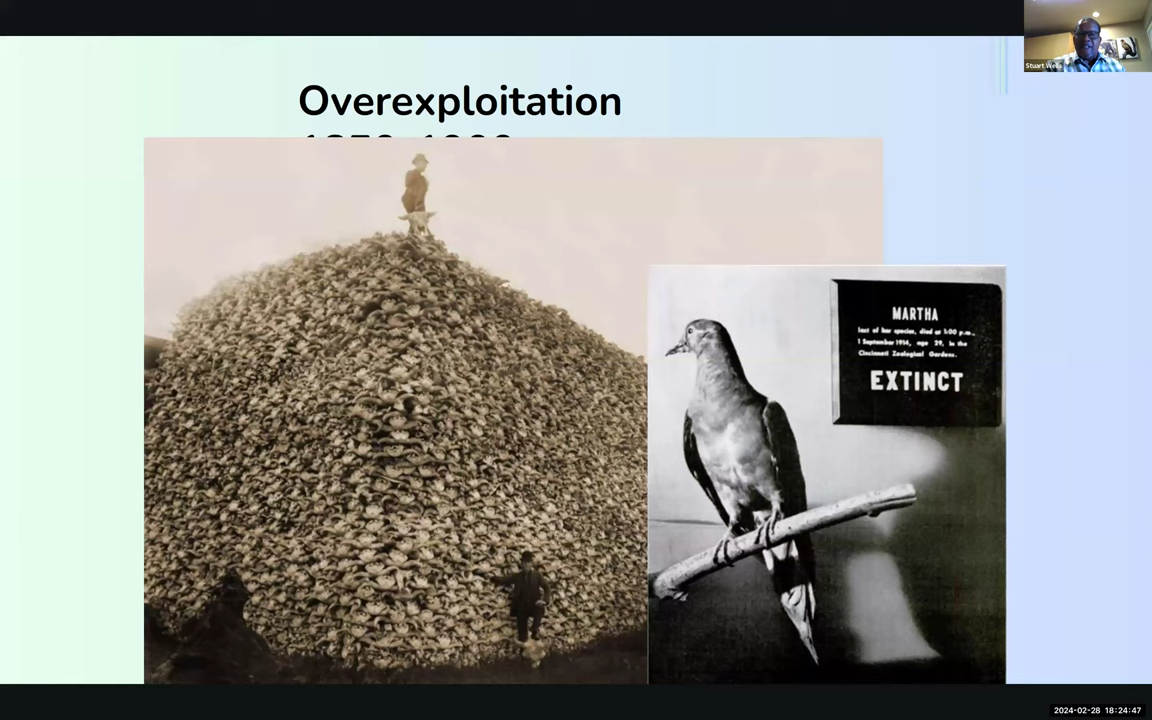 Overexploitation
Stuart Wells
MARTHA
last of her species, died at 1:00 p.m.,
1 September 1914, age 29, in the
Cincinnati Zoological Gardens.
EXTINCT
2024-02-28 18:24:47